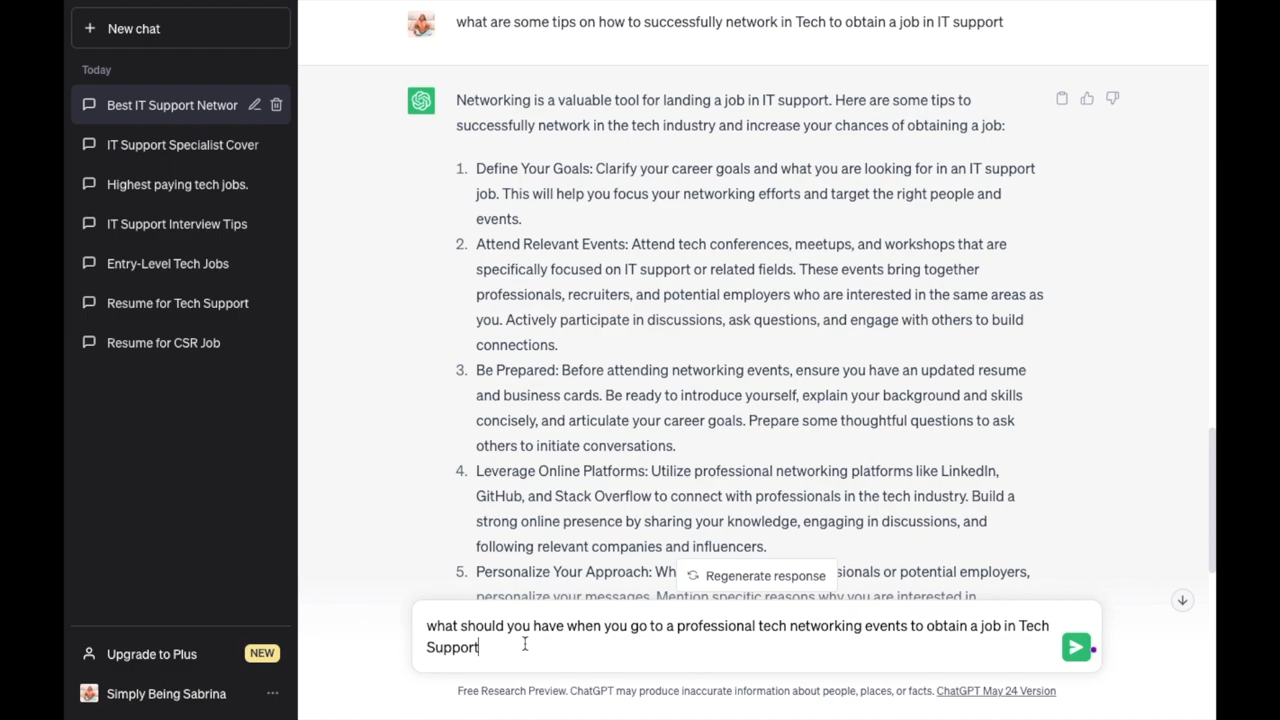 New chat
Today
Best IT Support Networ
IT Support Specialist Cover
Highest paying tech jobs.
IT Support Interview Tips
Entry-Level Tech Jobs
Resume for Tech Support
Resume for CSR Job
Upgrade to Plus NEW
Simply Being Sabrina
what are some tips on how to successfully network in Tech to obtain a job in IT support
Networking is a valuable tool for landing a job in IT support. Here are some tips to
successfully network in the tech industry and increase your chances of obtaining a job:
1. Define Your Goals: Clarify your career goals and what you are looking for in an IT support
job. This will help you focus your networking efforts and target the right people and
events.
2. Attend Relevant Events: Attend tech conferences, meetups, and workshops that are
specifically focused on IT support or related fields. These events bring together
professionals, recruiters, and potential employers who are interested in the same areas as
you. Actively participate in discussions, ask questions, and engage with others to build
connections.
3. Be Prepared: Before attending networking events, ensure you have an updated resume
and business cards. Be ready to introduce yourself, explain your background and skills
concisely, and articulate your career goals. Prepare some thoughtful questions to ask
others to initiate conversations.
4. Leverage Online Platforms: Utilize professional networking platforms like LinkedIn,
GitHub, and Stack Overflow to connect with professionals in the tech industry. Build a
strong online presence by sharing your knowledge, engaging in discussions, and
following relevant companies and influencers.
5. Personalize Your Approach: Wh Regenerate response sionals or potential employers,
personalize your messages. Mention specific reasons why you are interested in
what should you have when you go to a professional tech networking events to obtain a job in Tech
Support
Free Research Preview. ChatGPT may produce inaccurate information about people, places, or facts. ChatGPT May 24 Version